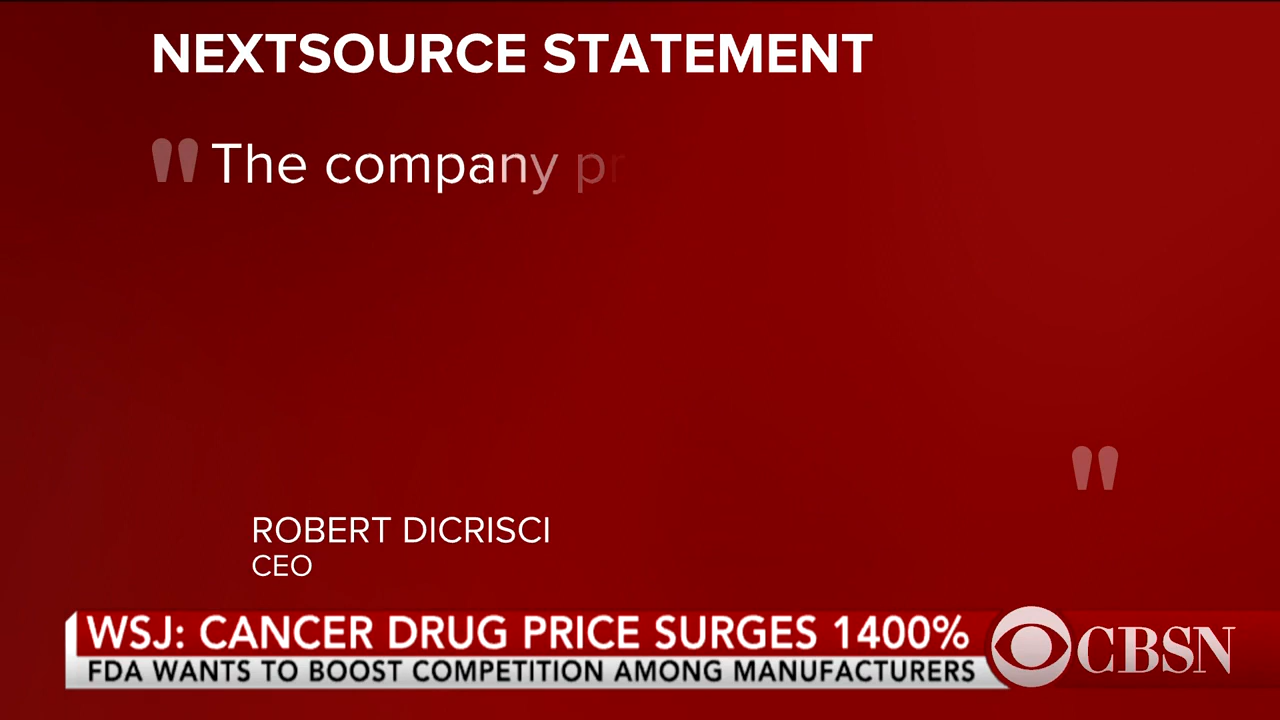 NEXTSOURCE STATEMENT
"The company
"
ROBERT DICRISCI
CEO
WSJ: CANCER DRUG PRICE SURGES 1400%
FDA WANTS TO BOOST COMPETITION AMONG MANUFACTURERS
CBSN